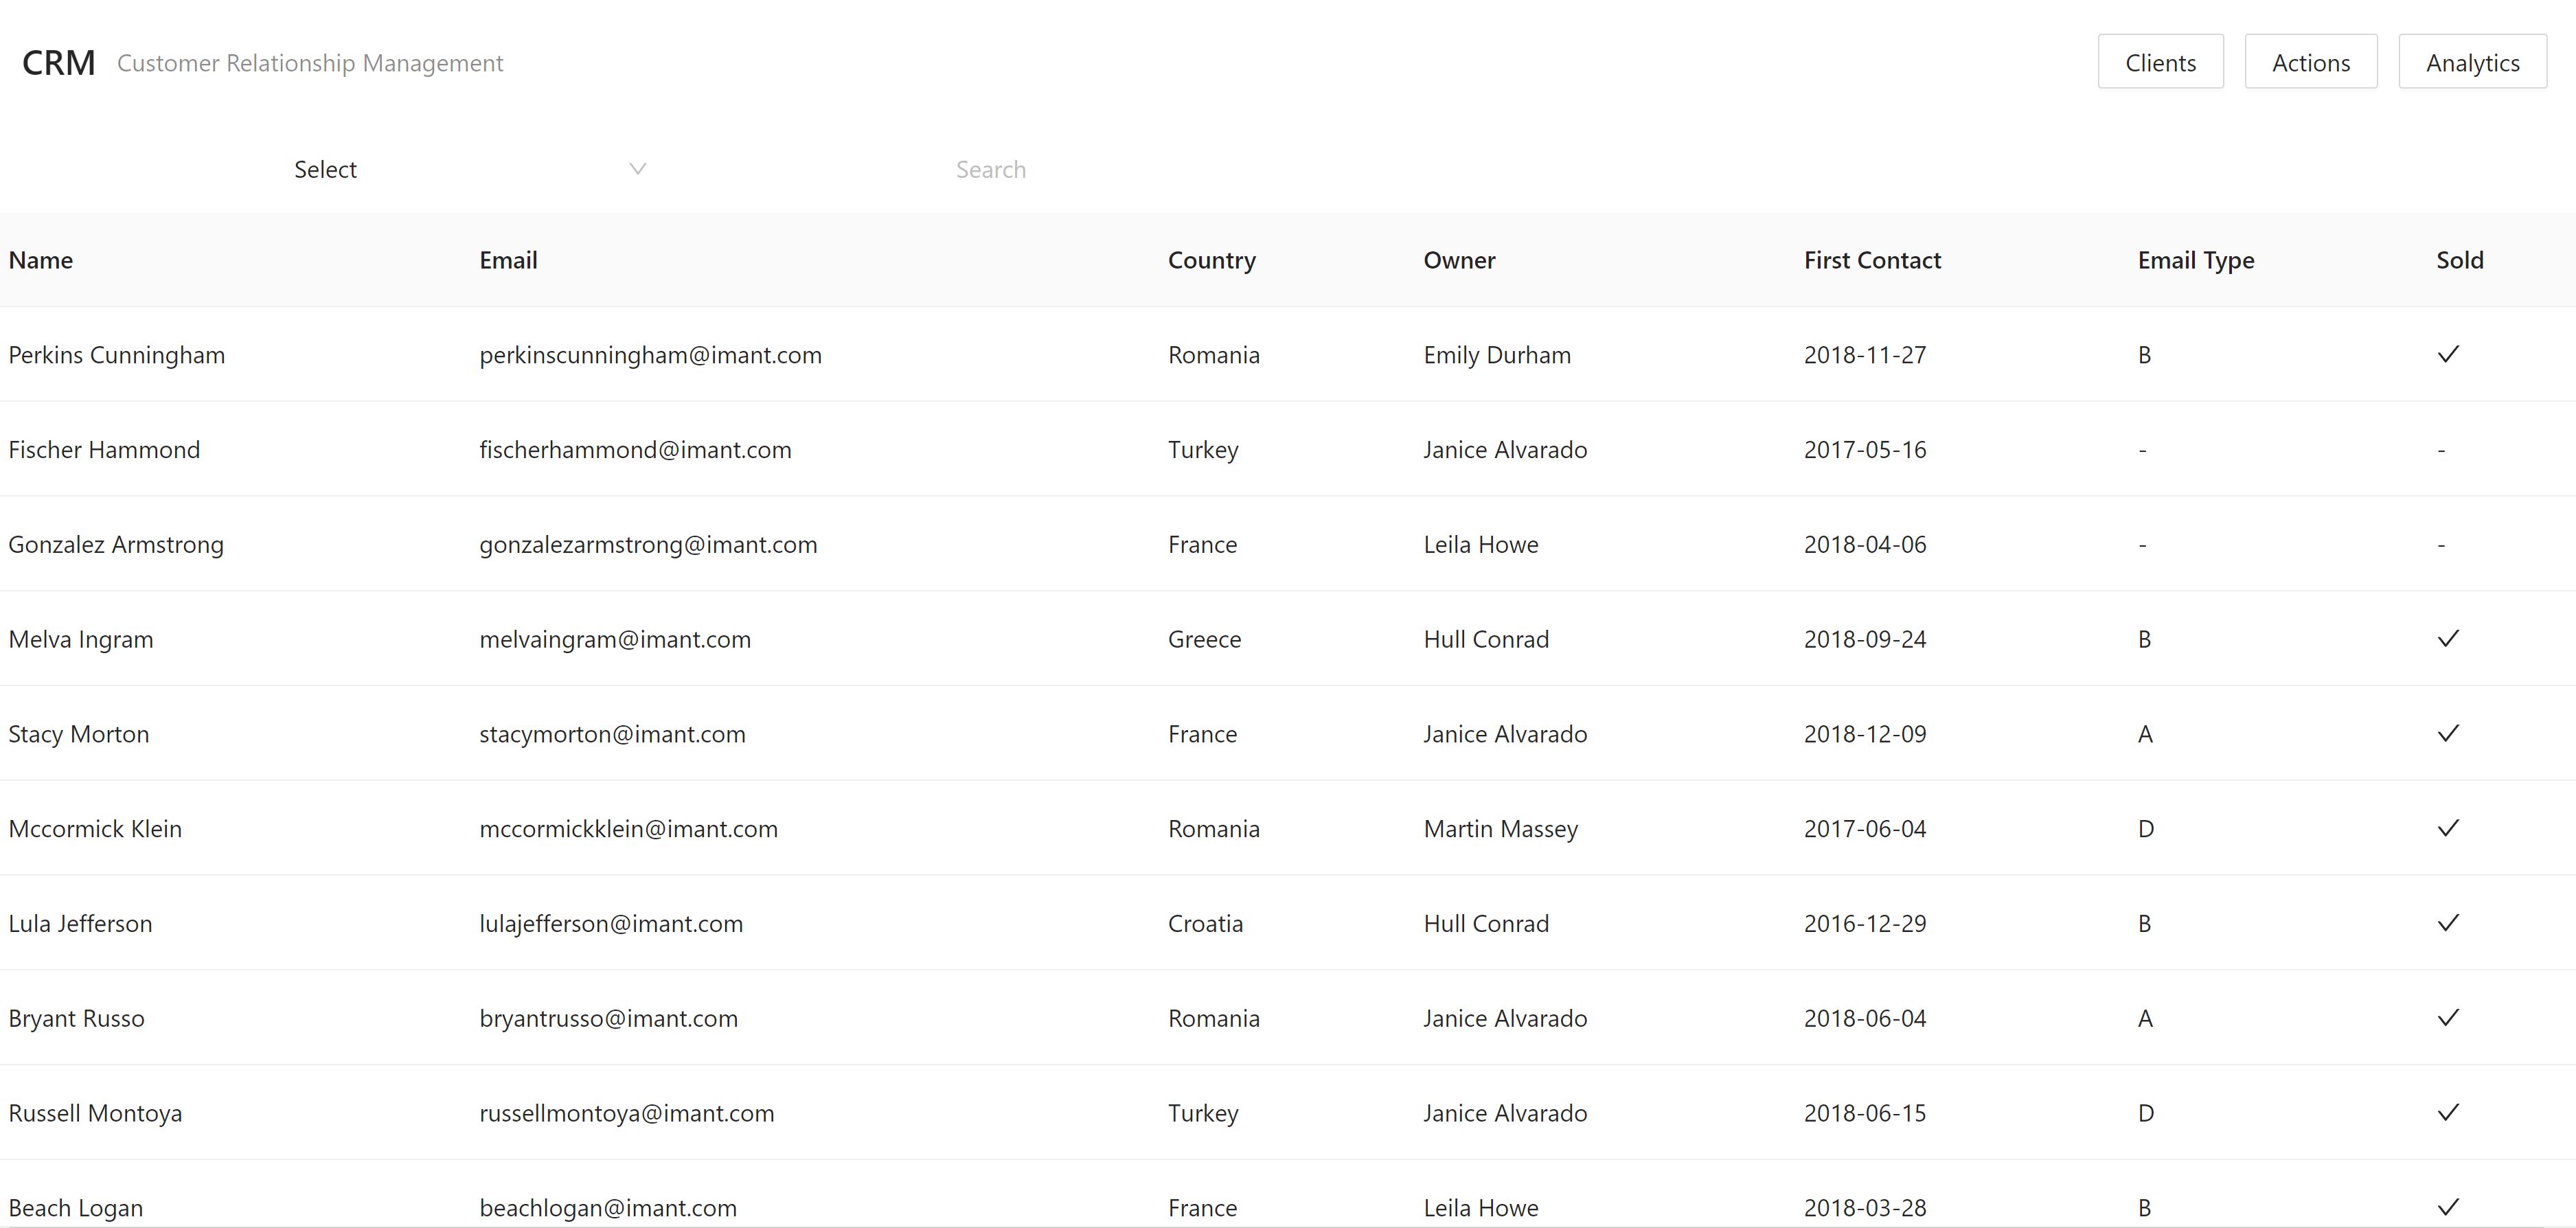 CRM Customer Relationship Management Clients Actions Analytics
Select Search
Name Email Country Owner First Contact Email Type Sold
Perkins Cunningham perkinscunningham@imant.com Romania Emily Durham 2018-11-27 B ✓
Fischer Hammond fischerhammond@imant.com Turkey Janice Alvarado 2017-05-16 - -
Gonzalez Armstrong gonzalezarmstrong@imant.com France Leila Howe 2018-04-06 - -
Melva Ingram melvaingram@imant.com Greece Hull Conrad 2018-09-24 B ✓
Stacy Morton stacymorton@imant.com France Janice Alvarado 2018-12-09 A ✓
Mccormick Klein mccormickklein@imant.com Romania Martin Massey 2017-06-04 D ✓
Lula Jefferson lulajefferson@imant.com Croatia Hull Conrad 2016-12-29 B ✓
Bryant Russo bryantrusso@imant.com Romania Janice Alvarado 2018-06-04 A ✓
Russell Montoya russellmontoya@imant.com Turkey Janice Alvarado 2018-06-15 D ✓
Beach Logan beachlogan@imant.com France Leila Howe 2018-03-28 B ✓